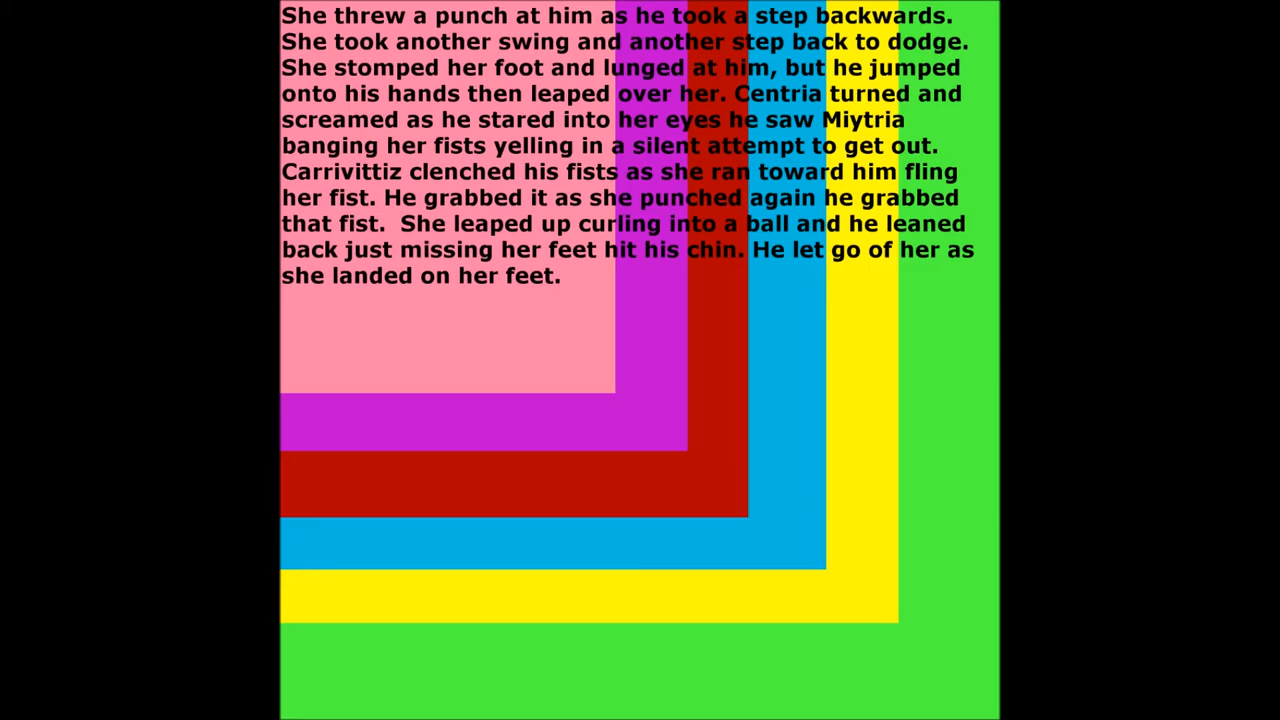 She threw a punch at him as he took a step backwards.
She took another swing and another step back to dodge.
She stomped her foot and lunged at him, but he jumped
onto his hands then leaped over her. Centria turned and
screamed as he stared into her eyes he saw Miytria
banging her fists yelling in a silent attempt to get out.
Carrivittiz clenched his fists as she ran toward him fling
her fist. He grabbed it as she punched again he grabbed
that fist.  She leaped up curling into a ball and he leaned
back just missing her feet hit his chin. He let go of her as
she landed on her feet.